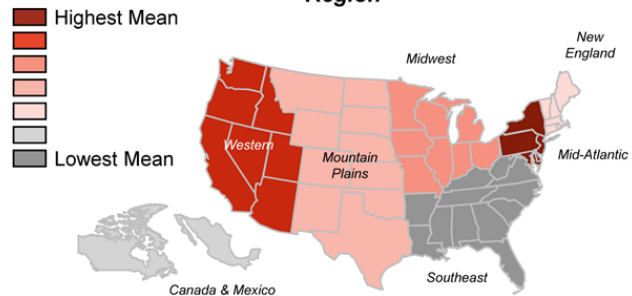 Region
Highest Mean
Lowest Mean
New
England
Midwest
Western
Mountain
Plains
Mid-Atlantic
Southeast
Canada & Mexico